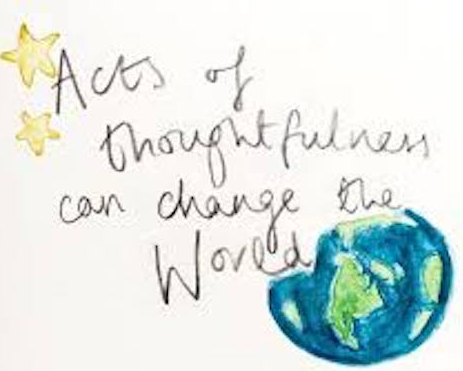 Acts of
thoughtfulness
can change the
World